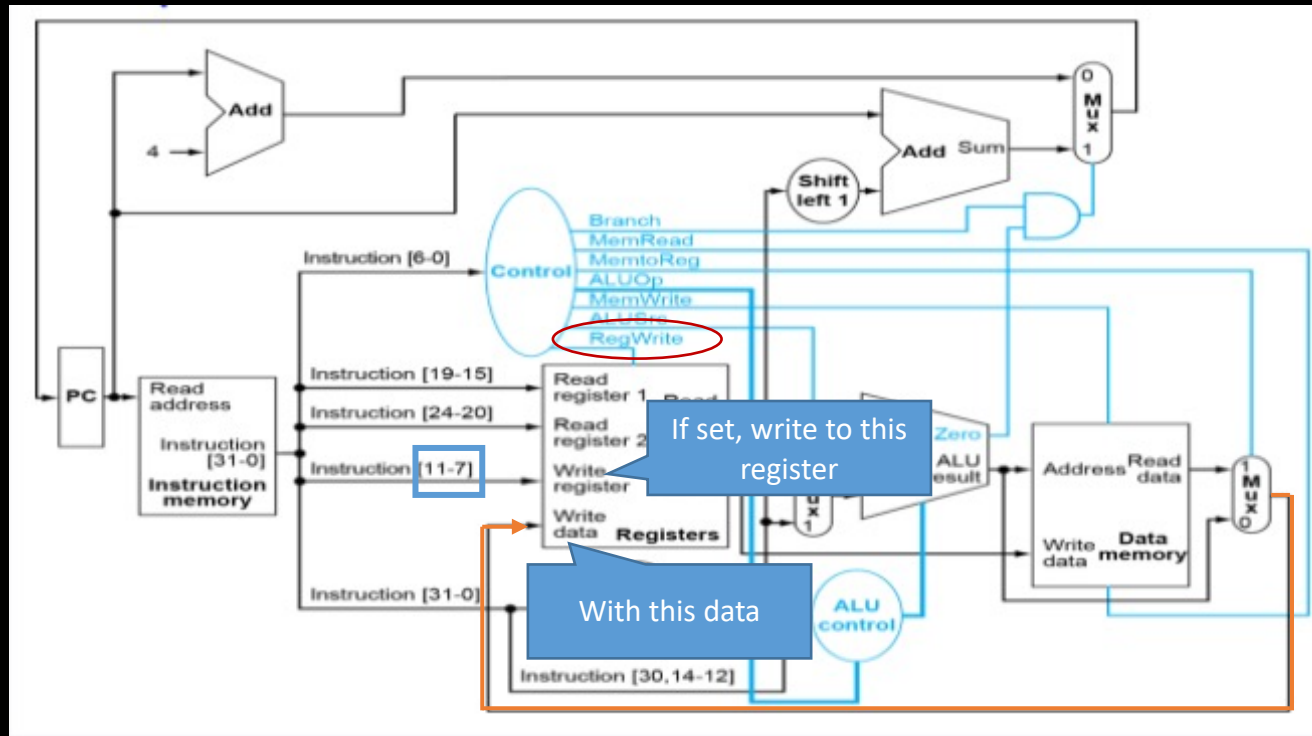 Add
4
0
Mux
1
Add Sum
Shift
left 1
Branch
MemRead
MemtoReg
ALUOp
MemWrite
ALUSrc
RegWrite
Control
Instruction [6-0]
PC
Read
address
Instruction
[31-0]
Instruction
memory
Instruction [19-15]
Instruction [24-20]
Instruction [11-7]
Instruction [31-0]
Instruction [30,14-12]
Read
register 1
Read
register 2
Write
register
Write
data
Registers
If set, write to this
register
With this data
Mux
1
Zero
ALU
ALU
control
Address
Read
data
Write
data
Data
memory
1
Mux
0